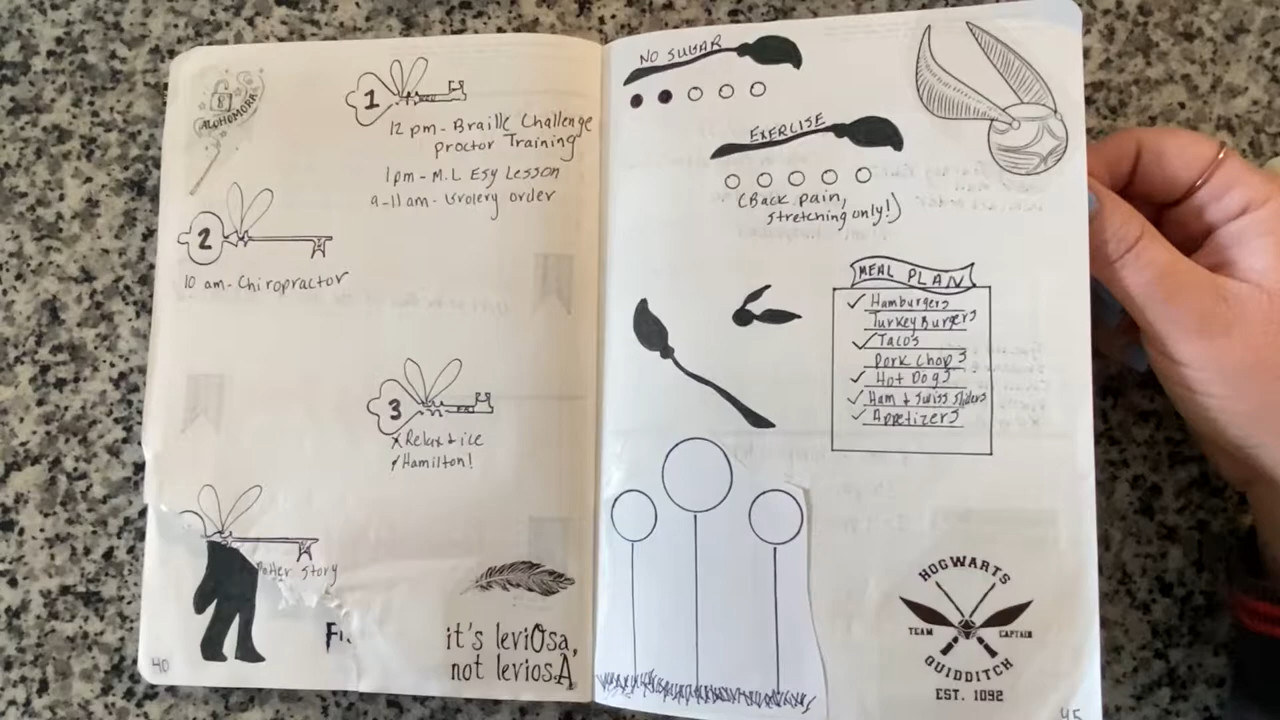 ALOHOMORA
1
12 pm - Braille Challenge
proctor Training
1pm - M.L Esy Lesson
9-11 am - Grolery order
2
10 am - Chiropractor
3
Relax + ice
Hamilton!
Potter Story
it's leviOsa,
not leviosA
40
NO SUGAR
EXERCISE
(Back pain,
stretching only!)
MEAL PLAN
Hamburgers
Turkey Burgers
Tacos
Pork Chops
Hot Dogs
Ham & Swiss Sliders
Appetizers
HOGWARTS
TEAM CAPTAIN
QUIDDITCH
EST. 1092
45